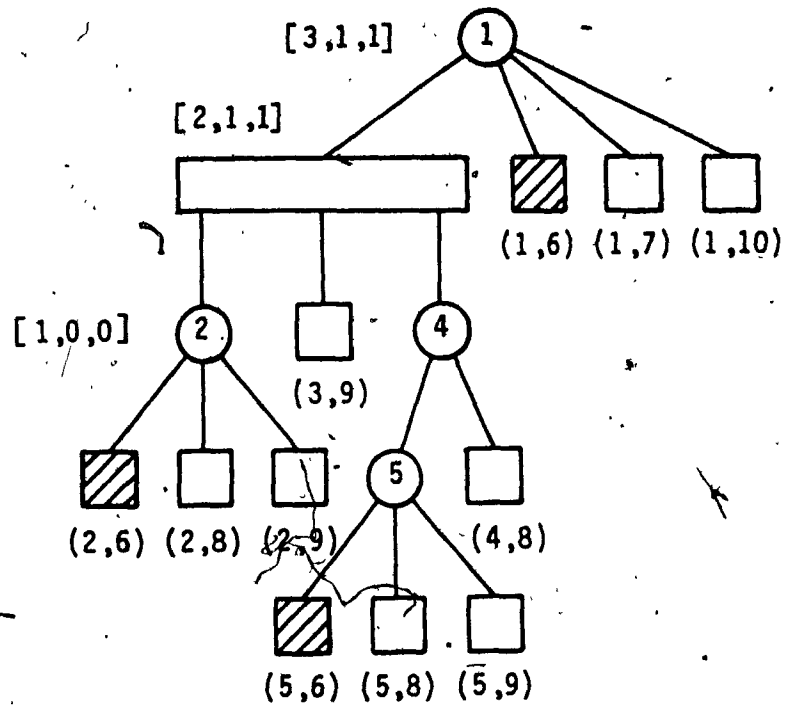 [3,1,1] 1
[2,1,1]
(1,6) (1,7) (1,10)
[1,0,0] 2 4
(3,9)
5
(2,6) (2,8) (2,9) (4,8)
(5,6) (5,8) (5,9)